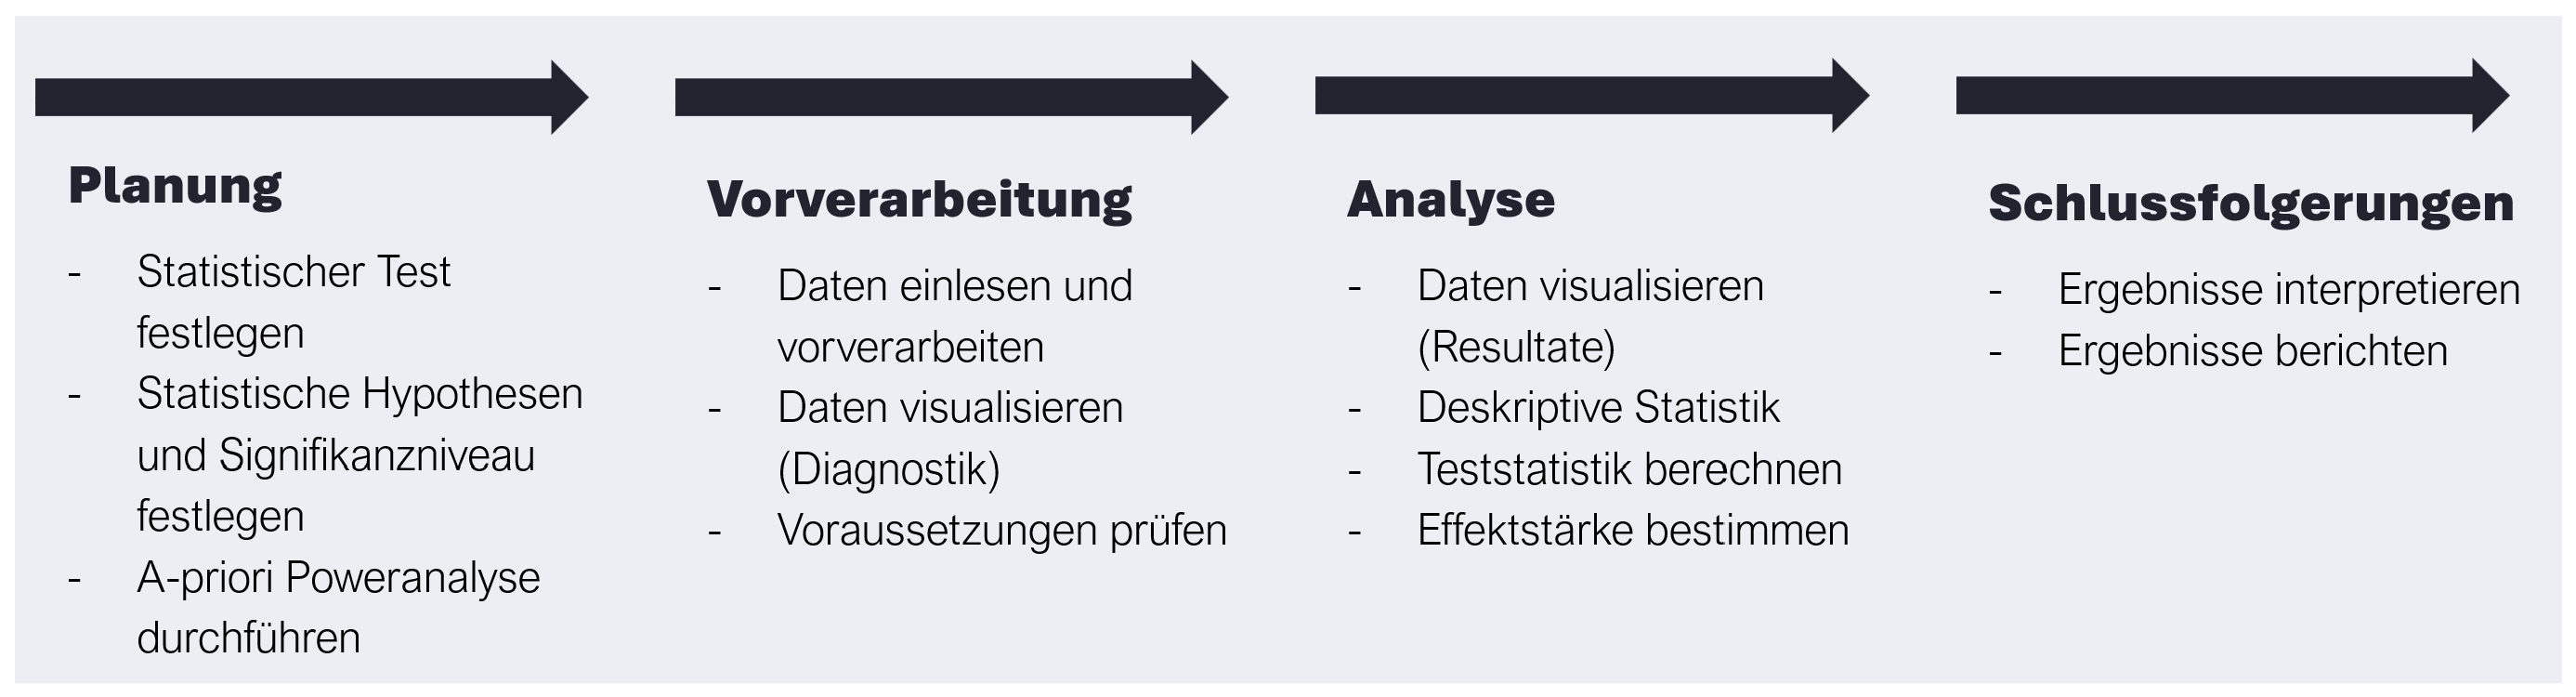 Planung
- Statistischer Test
festlegen
- Statistische Hypothesen
und Signifikanzniveau
festlegen
- A-priori Poweranalyse
durchführen
Vorverarbeitung
- Daten einlesen und
vorverarbeiten
- Daten visualisieren
(Diagnostik)
- Voraussetzungen prüfen
Analyse
- Daten visualisieren
(Resultate)
- Deskriptive Statistik
- Teststatistik berechnen
- Effektstärke bestimmen
Schlussfolgerungen
- Ergebnisse interpretieren
- Ergebnisse berichten